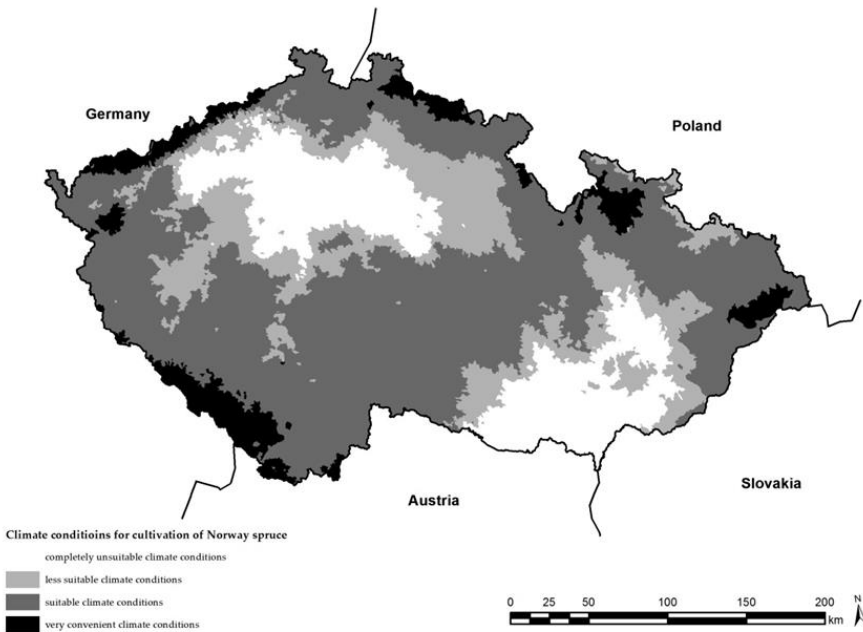 Germany
Poland
Austria
Slovakia
Climate conditioins for cultivation of Norway spruce
completely unsuitable climate conditions
less suitable climate conditions
suitable climate conditions
very convenient climate conditions
0 25 50 100 150 200
km
N